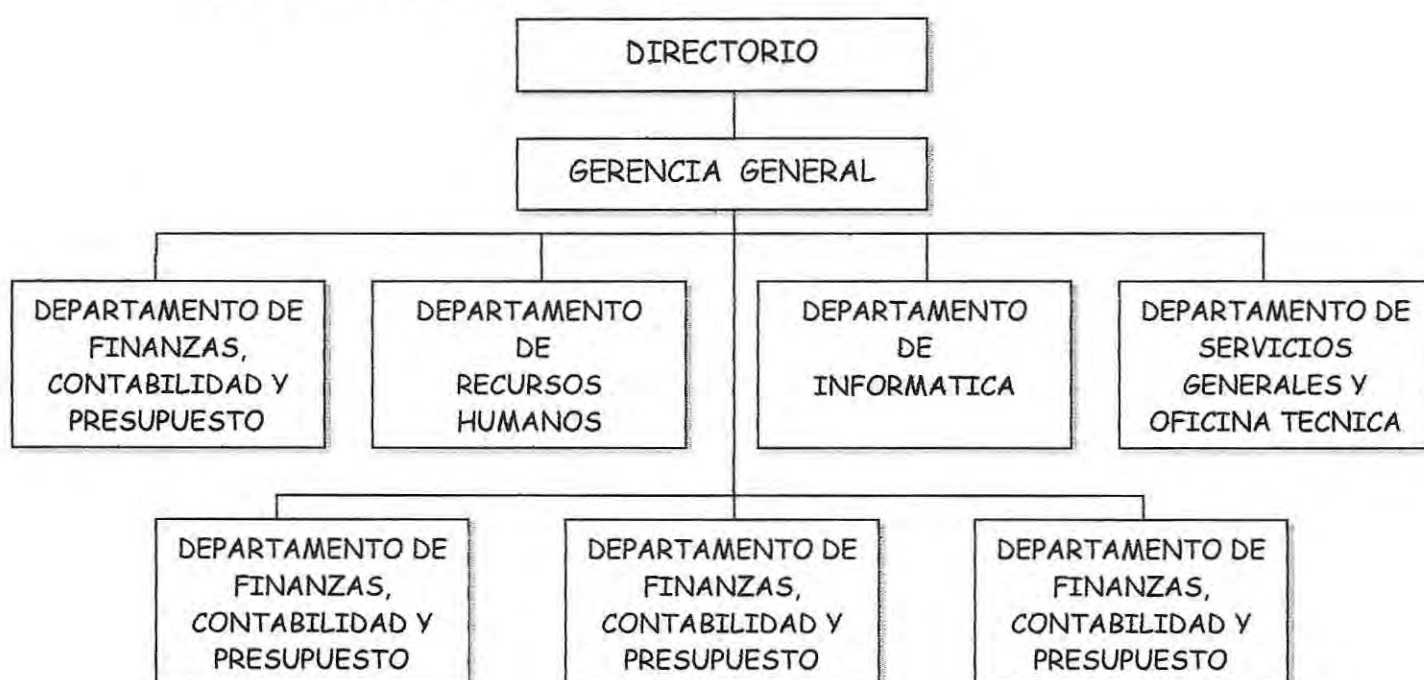 DIRECTORIO
GERENCIA GENERAL
DEPARTAMENTO DE
FINANZAS,
CONTABILIDAD Y
PRESUPUESTO
DEPARTAMENTO
DE
RECURSOS
HUMANOS
DEPARTAMENTO
DE
INFORMATICA
DEPARTAMENTO DE
SERVICIOS
GENERALES Y
OFICINA TECNICA
DEPARTAMENTO DE
FINANZAS,
CONTABILIDAD Y
PRESUPUESTO
DEPARTAMENTO DE
FINANZAS,
CONTABILIDAD Y
PRESUPUESTO
DEPARTAMENTO DE
FINANZAS,
CONTABILIDAD Y
PRESUPUESTO